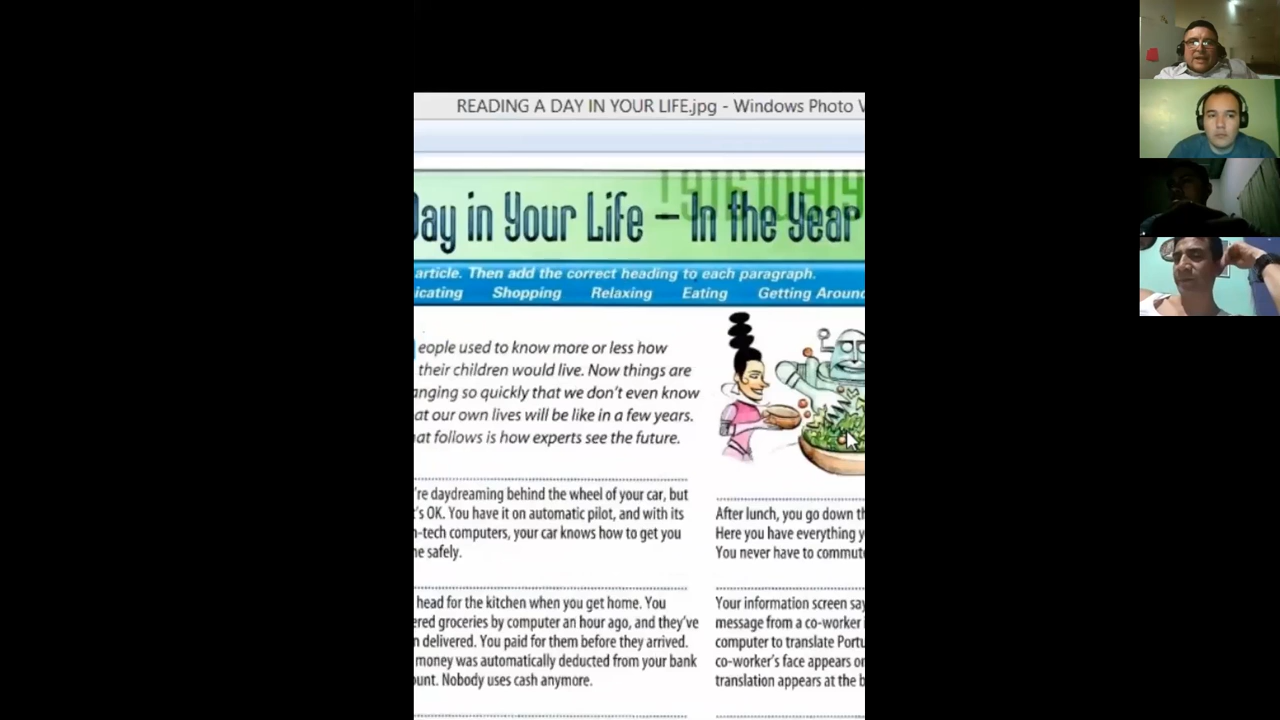 READING A DAY IN YOUR LIFE.jpg - Windows Photo V
Day in Your Life – In the Year
article. Then add the correct heading to each paragraph.
icating Shopping Relaxing Eating Getting Around
eople used to know more or less how
their children would live. Now things are
anging so quickly that we don't even know
at our own lives will be like in a few years.
at follows is how experts see the future.
're daydreaming behind the wheel of your car, but
's OK. You have it on automatic pilot, and with its
-tech computers, your car knows how to get you
e safely.
head for the kitchen when you get home. You
ered groceries by computer an hour ago, and they've
n delivered. You paid for them before they arrived.
money was automatically deducted from your bank
unt. Nobody uses cash anymore.
After lunch, you go down th
Here you have everything y
You never have to commut
Your information screen say
message from a co-worker
computer to translate Portu
co-worker's face appears or
translation appears at the b